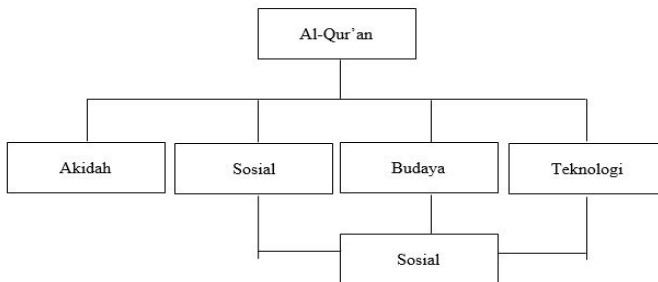 Al-Qur’an
Akidah
Sosial
Budaya
Teknologi
Sosial